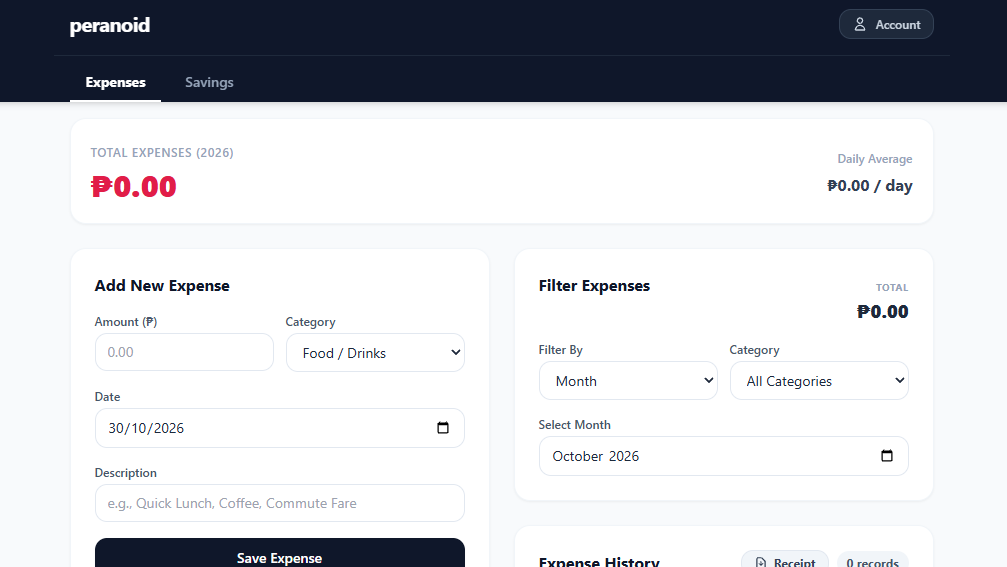 peranoid
Account
Expenses
Savings
TOTAL EXPENSES (2026)
₱0.00
Daily Average
₱0.00 / day
Add New Expense
Amount (₱)
Category
0.00
Food / Drinks
Date
30/10/2026
Description
e.g., Quick Lunch, Coffee, Commute Fare
Save Expense
Filter Expenses
TOTAL
₱0.00
Filter By
Category
Month
All Categories
Select Month
October 2026
Expense History
Receipt
0 records